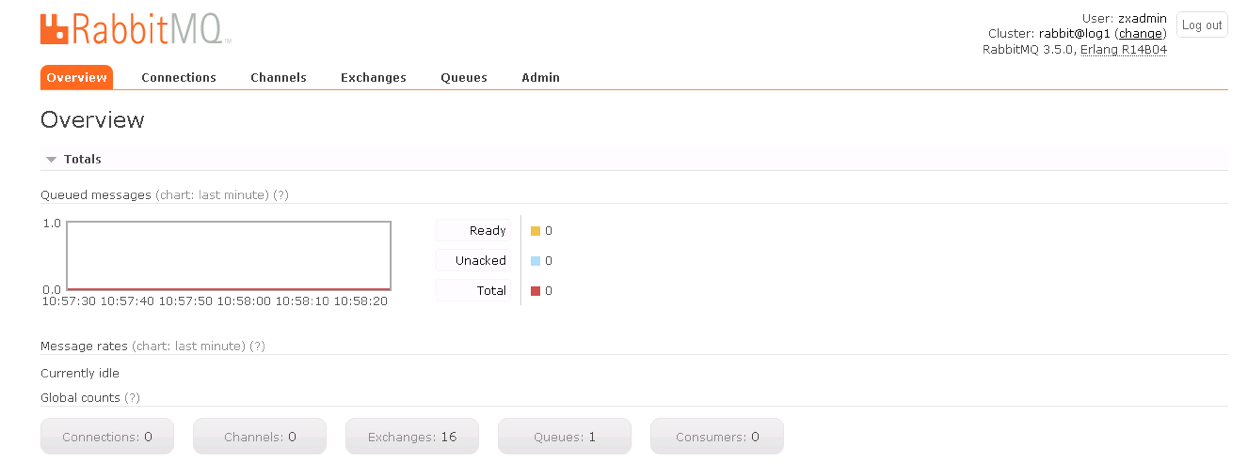 RabbitMQ™
User: zxadmin
Cluster: rabbit@log1 (change)
RabbitMQ 3.5.0, Erlang R14B04
Log out
Overview Connections Channels Exchanges Queues Admin
Overview
Totals
Queued messages (chart: last minute) (?)
1.0
0.0
10:57:30 10:57:40 10:57:50 10:58:00 10:58:10 10:58:20
Ready 0
Unacked 0
Total 0
Message rates (chart: last minute) (?)
Currently idle
Global counts (?)
Connections: 0 Channels: 0 Exchanges: 16 Queues: 1 Consumers: 0